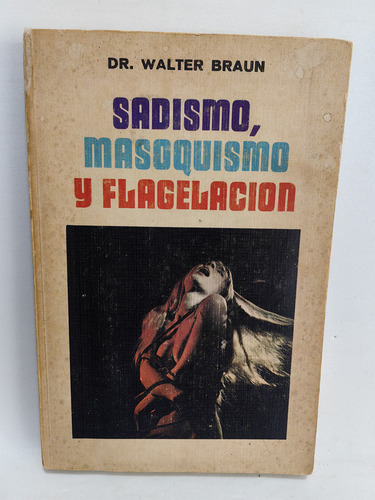 DR. WALTER BRAUN
SADISMO,
MASOQUISMO
Y FLAGELACION